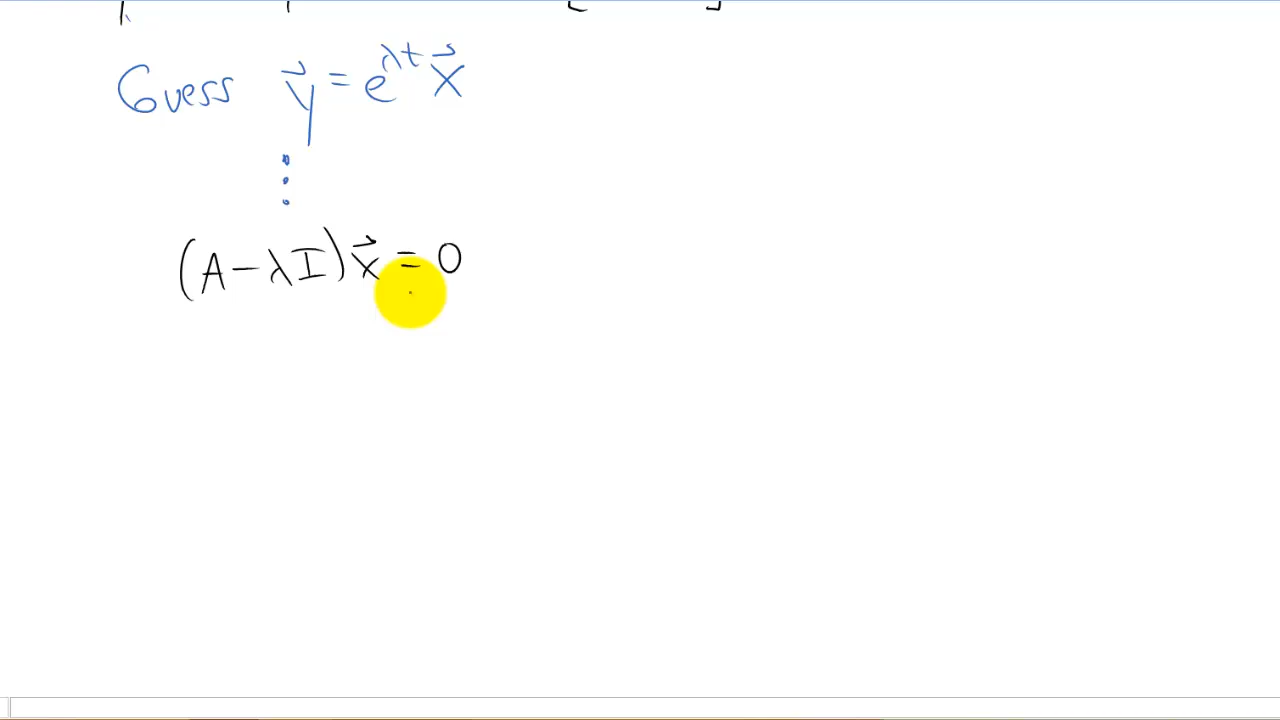 Guess y⃗ = e^{λt} x⃗
⋮
(A - λI) x⃗ = 0